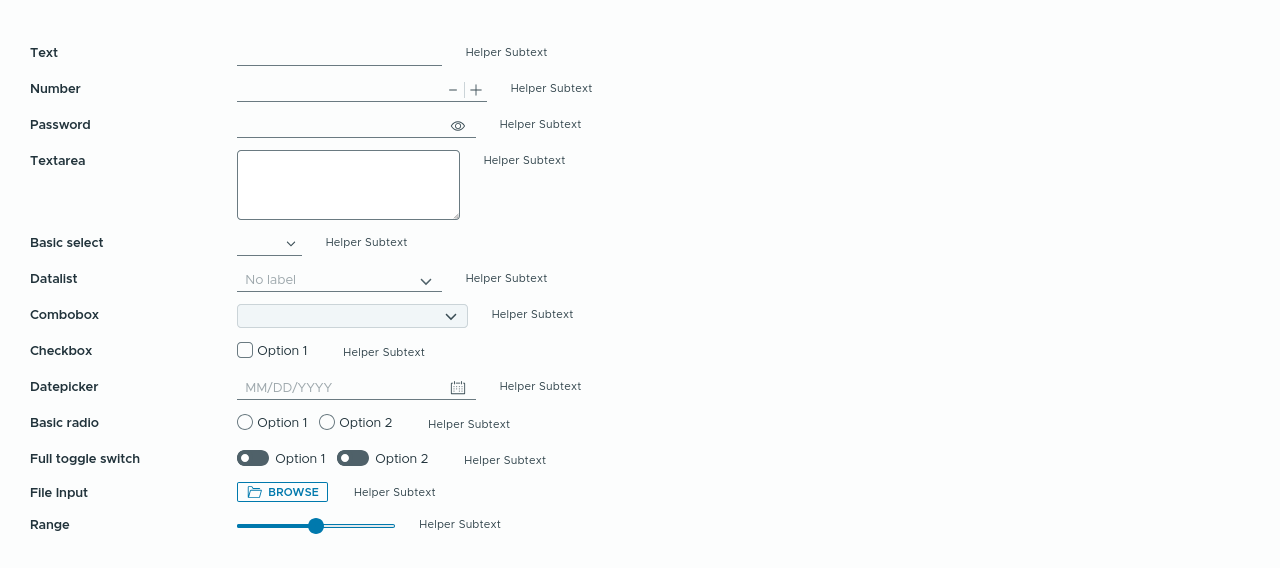 Text Helper Subtext
Number Helper Subtext
Password Helper Subtext
Textarea Helper Subtext
Basic select Helper Subtext
Datalist No label Helper Subtext
Combobox Helper Subtext
Checkbox Option 1 Helper Subtext
Datepicker MM/DD/YYYY Helper Subtext
Basic radio Option 1 Option 2 Helper Subtext
Full toggle switch Option 1 Option 2 Helper Subtext
File Input BROWSE Helper Subtext
Range Helper Subtext